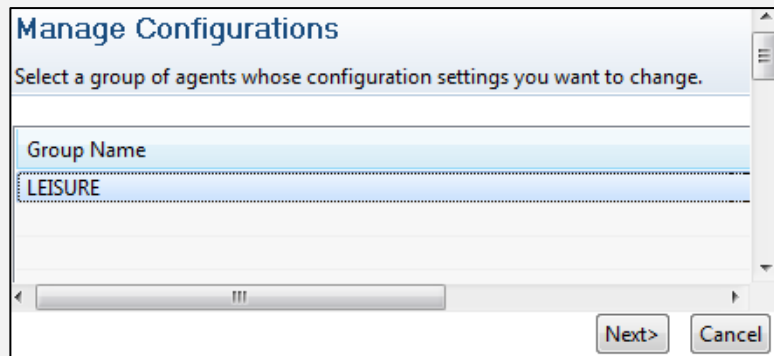 Manage Configurations
Select a group of agents whose configuration settings you want to change.
Group Name
LEISURE
Next> Cancel